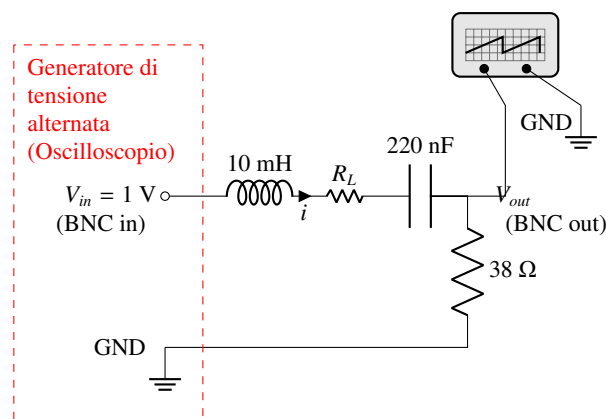 Generatore di
tensione
alternata
(Oscilloscopio)
GND
10 mH
R_L
220 nF
V_in = 1 V
(BNC in)
i
V_out
(BNC out)
38 Ω
GND